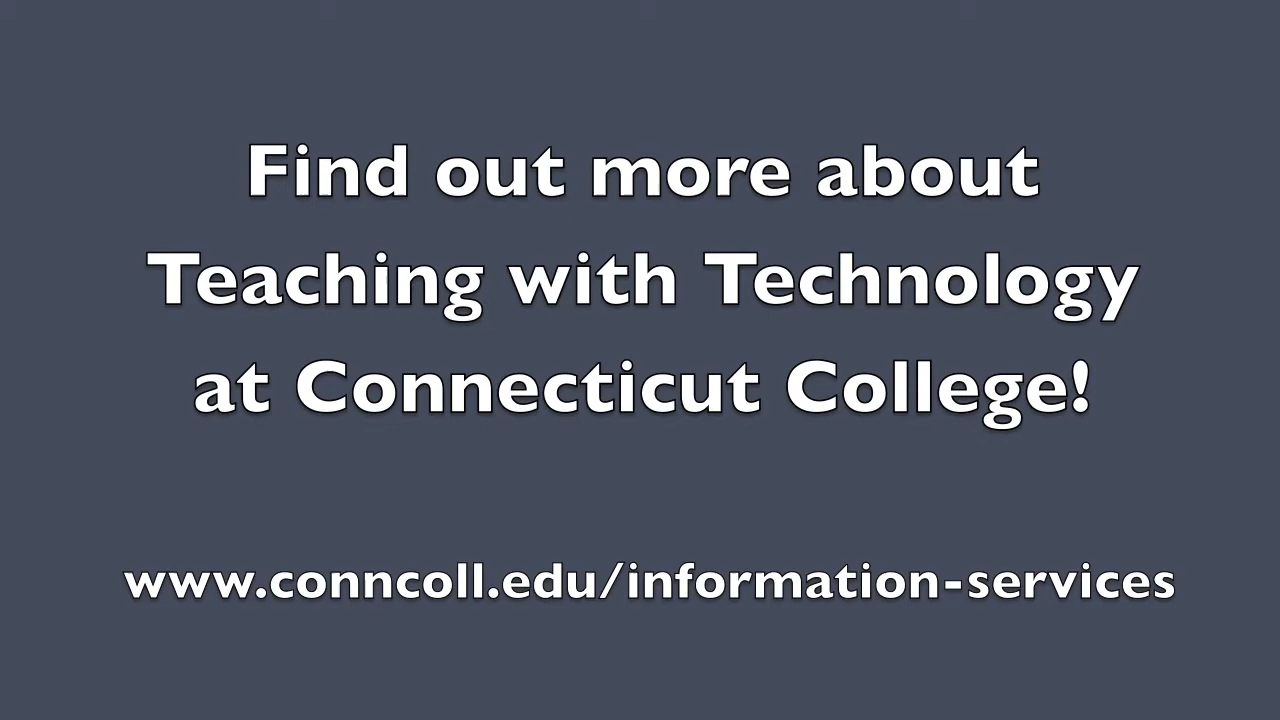 Find out more about
Teaching with Technology
at Connecticut College!
www.conncoll.edu/information-services